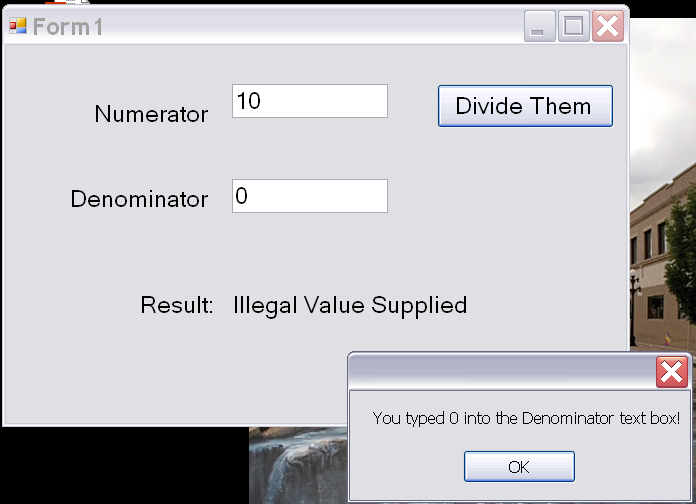 Form1
Numerator 10 Divide Them
Denominator 0
Result: Illegal Value Supplied
You typed 0 into the Denominator text box!
OK